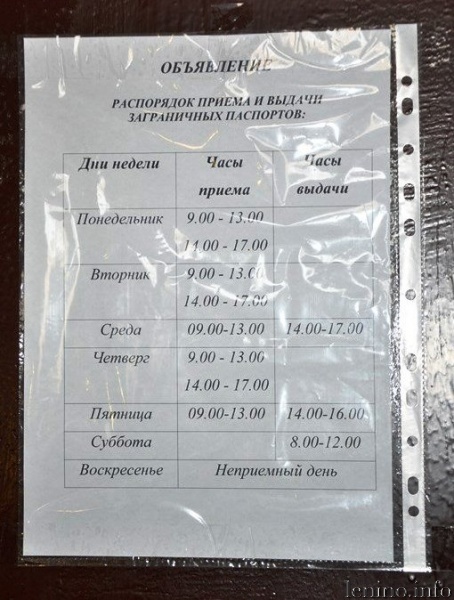 ОБЪЯВЛЕНИЕ
РАСПОРЯДОК ПРИЕМА И ВЫДАЧИ
ЗАГРАНИЧНЫХ ПАСПОРТОВ:
Дни недели Часы приема Часы выдачи
Понедельник 9.00 - 13.00
14.00 - 17.00
Вторник 9.00 - 13.00
14.00 - 17.00
Среда 09.00-13.00 14.00-17.00
Четверг 9.00 - 13.00
14.00 - 17.00
Пятница 09.00-13.00 14.00-16.00
Суббота 8.00-12.00
Воскресенье Неприемный день
lenino.info